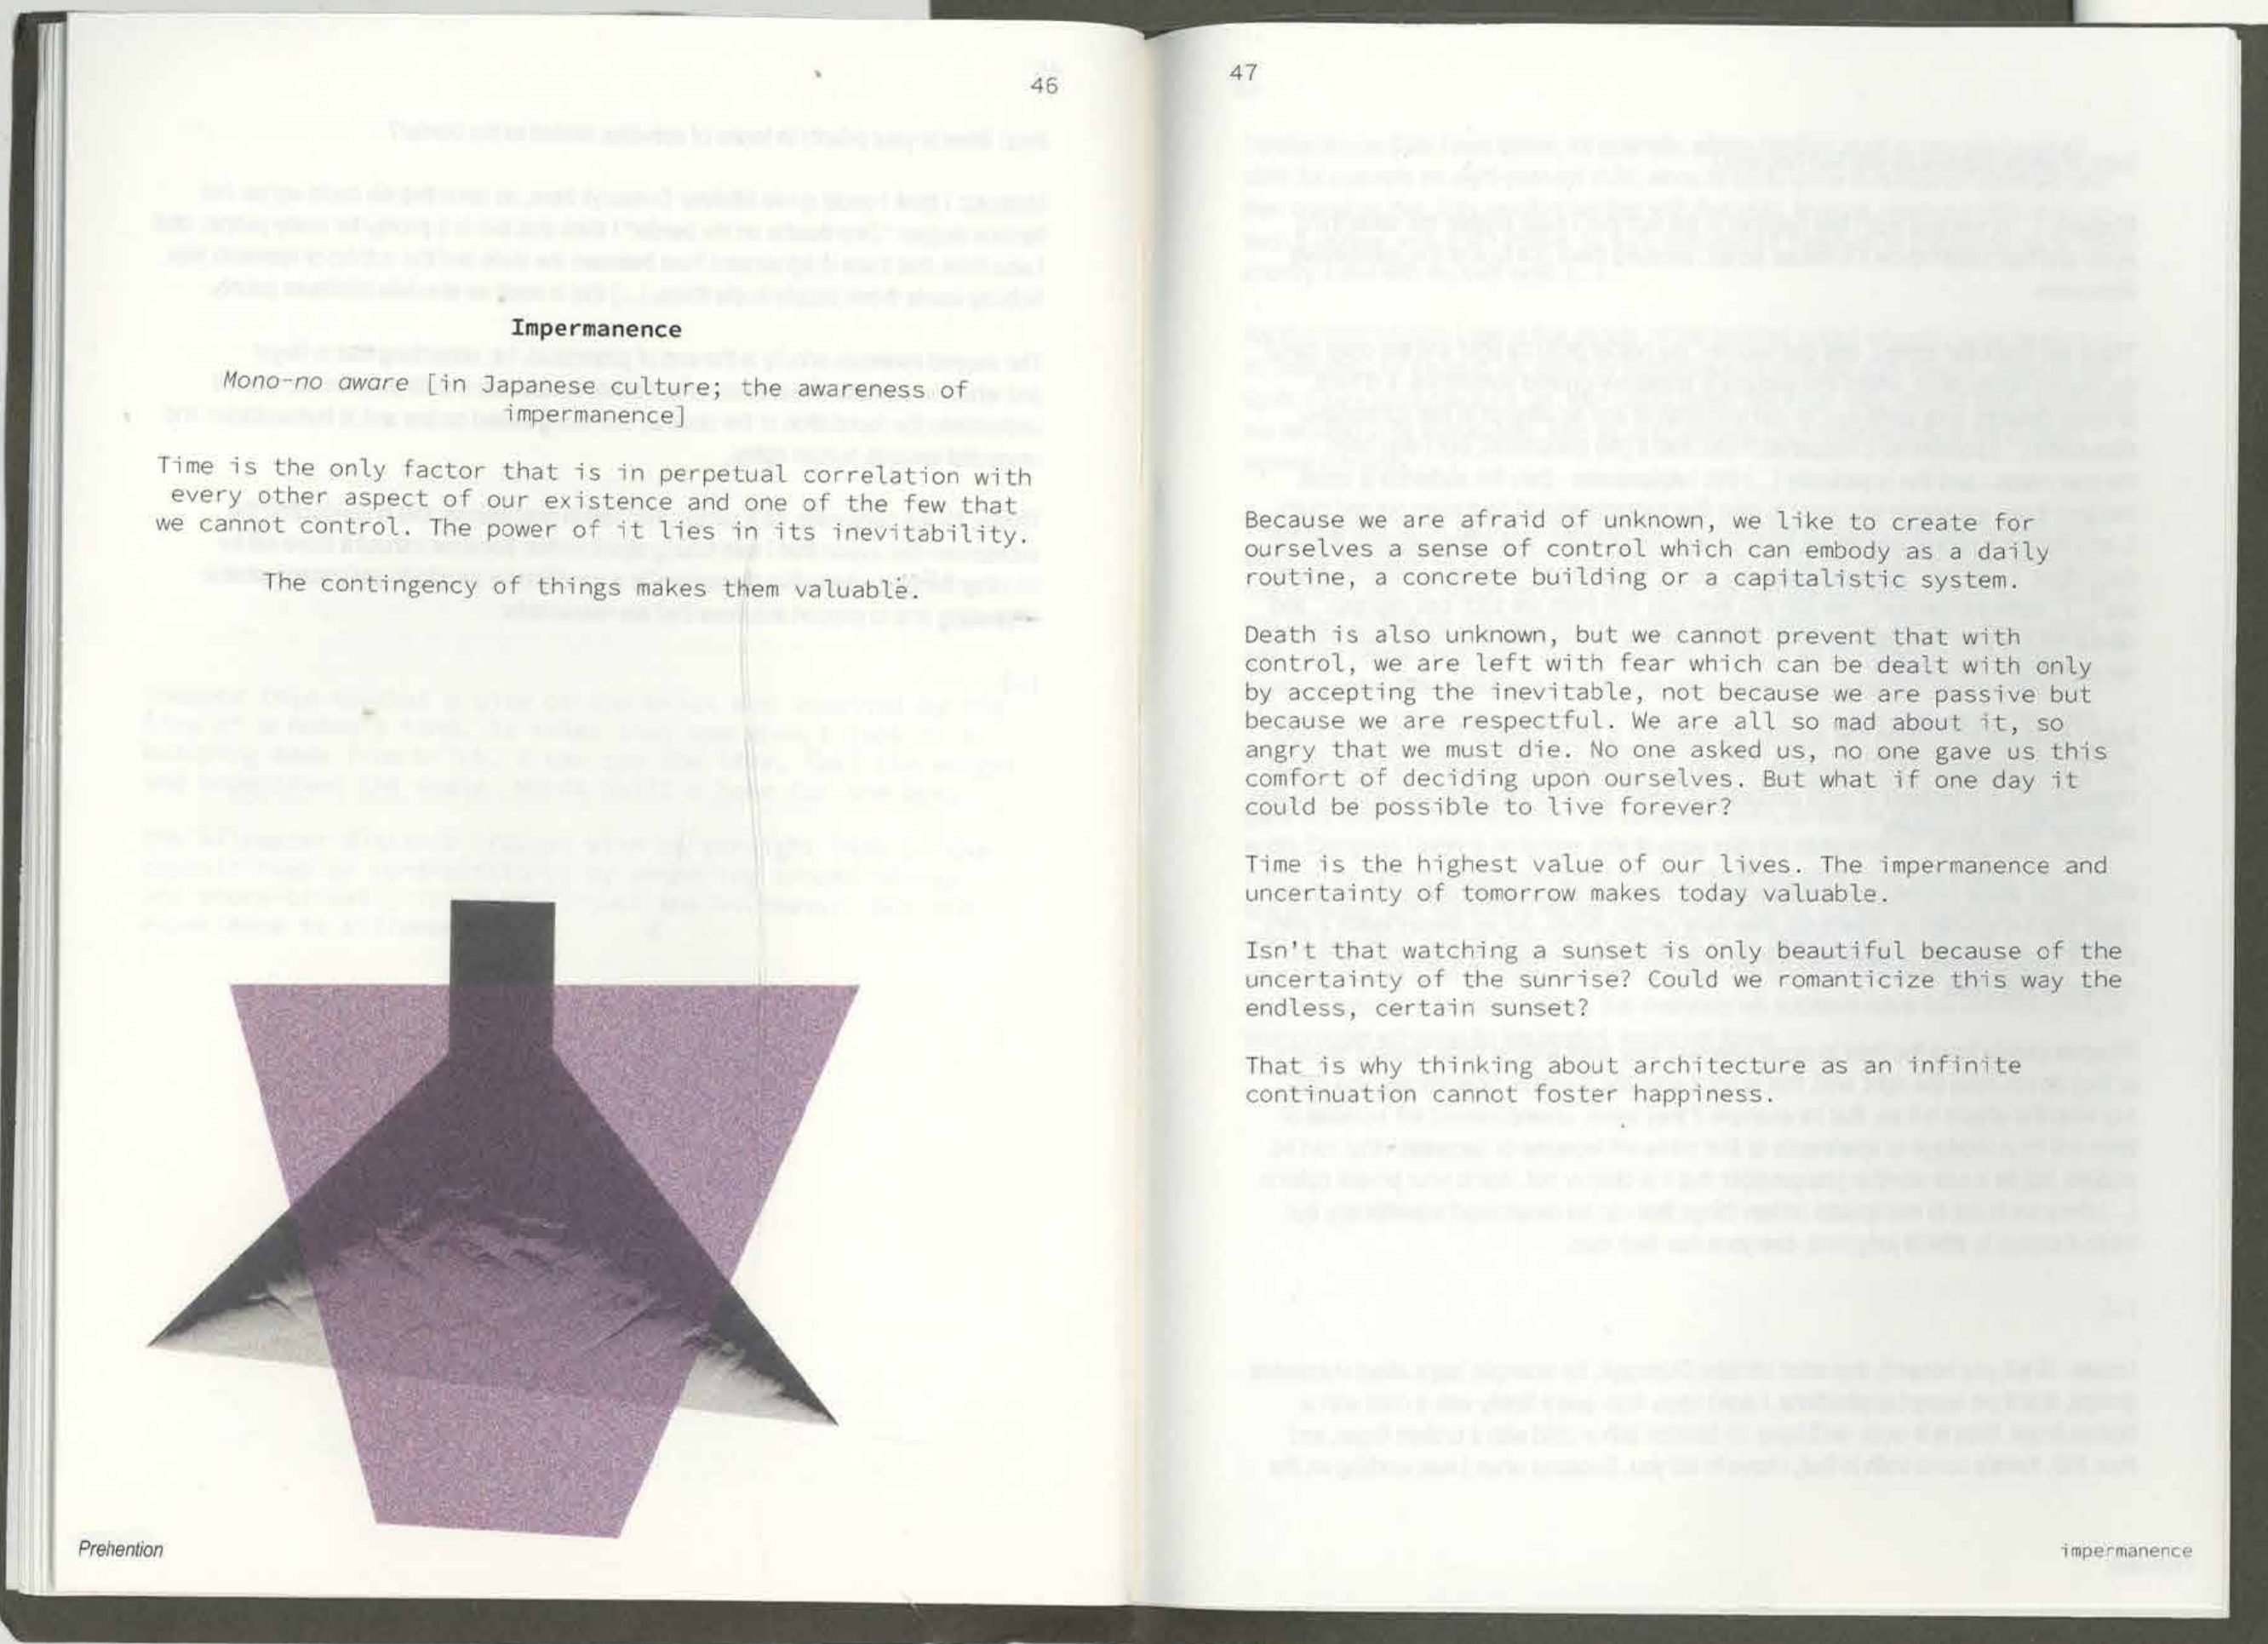 46
Impermanence
Mono-no aware [in Japanese culture; the awareness of
impermanence]
Time is the only factor that is in perpetual correlation with
every other aspect of our existence and one of the few that
we cannot control. The power of it lies in its inevitability.
The contingency of things makes them valuable.
Prehention
47
Because we are afraid of unknown, we like to create for
ourselves a sense of control which can embody as a daily
routine, a concrete building or a capitalistic system.
Death is also unknown, but we cannot prevent that with
control, we are left with fear which can be dealt with only
by accepting the inevitable, not because we are passive but
because we are respectful. We are all so mad about it, so
angry that we must die. No one asked us, no one gave us this
comfort of deciding upon ourselves. But what if one day it
could be possible to live forever?
Time is the highest value of our lives. The impermanence and
uncertainty of tomorrow makes today valuable.
Isn't that watching a sunset is only beautiful because of the
uncertainty of the sunrise? Could we romanticize this way the
endless, certain sunset?
That is why thinking about architecture as an infinite
continuation cannot foster happiness.
impermanence